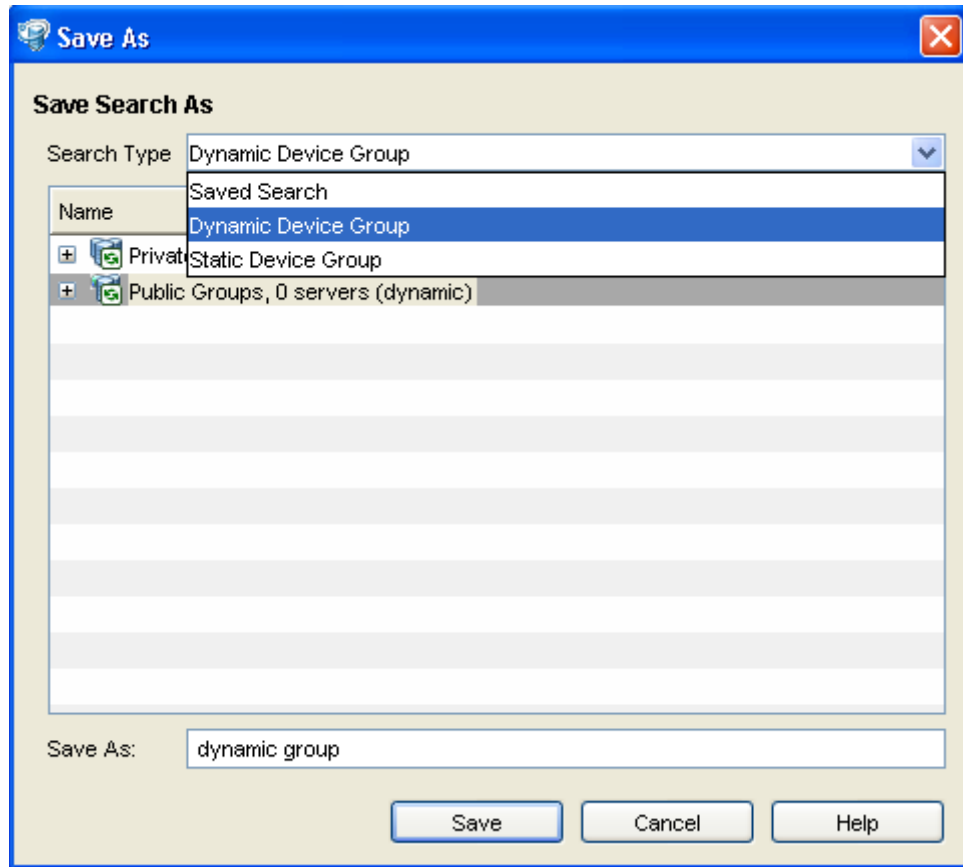 Save As
Save Search As
Search Type Dynamic Device Group
Saved Search
Name
Dynamic Device Group
Static Device Group
Public Groups, 0 servers (dynamic)
Save As: dynamic group
Save Cancel Help